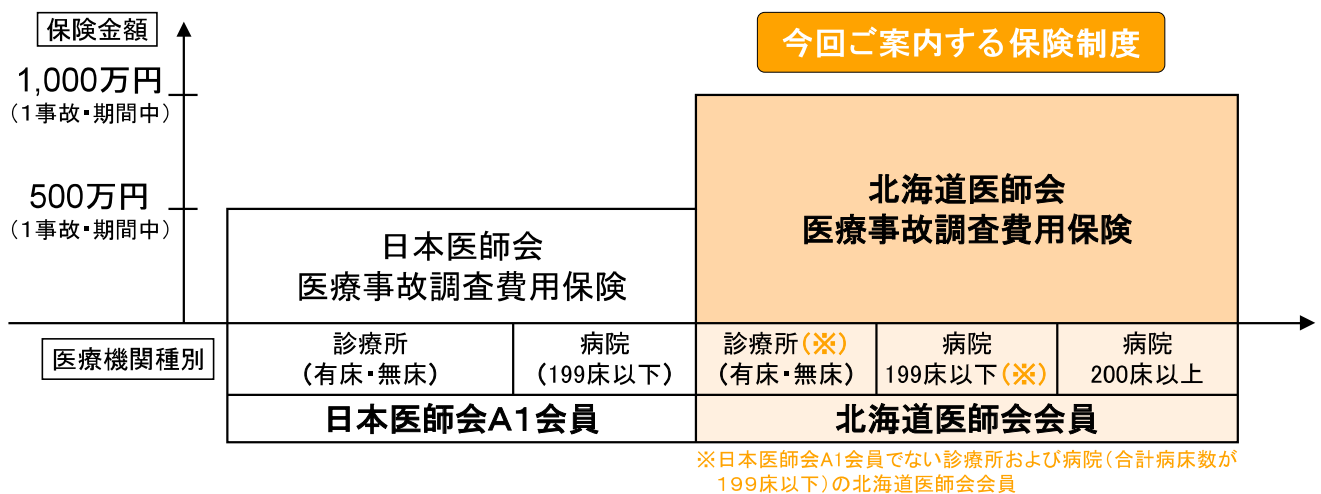 保険金額
今回ご案内する保険制度
1,000万円
（1事故・期間中）
500万円
（1事故・期間中）
日本医師会
医療事故調査費用保険
北海道医師会
医療事故調査費用保険
医療機関種別
診療所
（有床・無床）
病院
（199床以下）
診療所（※）
（有床・無床）
病院
199床以下（※）
病院
200床以上
日本医師会A1会員
北海道医師会会員
※日本医師会A1会員でない診療所および病院（合計病床数が
199床以下）の北海道医師会会員